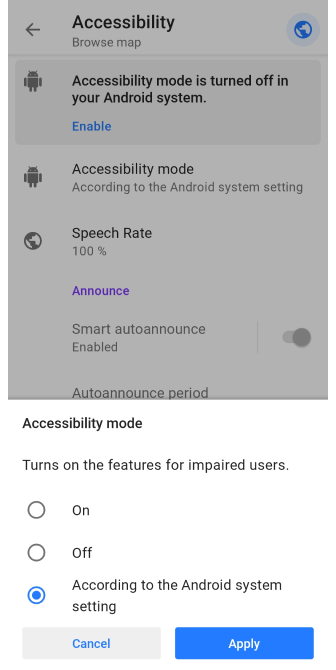 Accessibility
Browse map
Accessibility mode is turned off in
your Android system.
Enable
Accessibility mode
According to the Android system setting
Speech Rate
100 %
Announce
Smart autoannounce
Enabled
Autoannounce period
Accessibility mode
Turns on the features for impaired users.
On
Off
According to the Android system
setting
Cancel
Apply